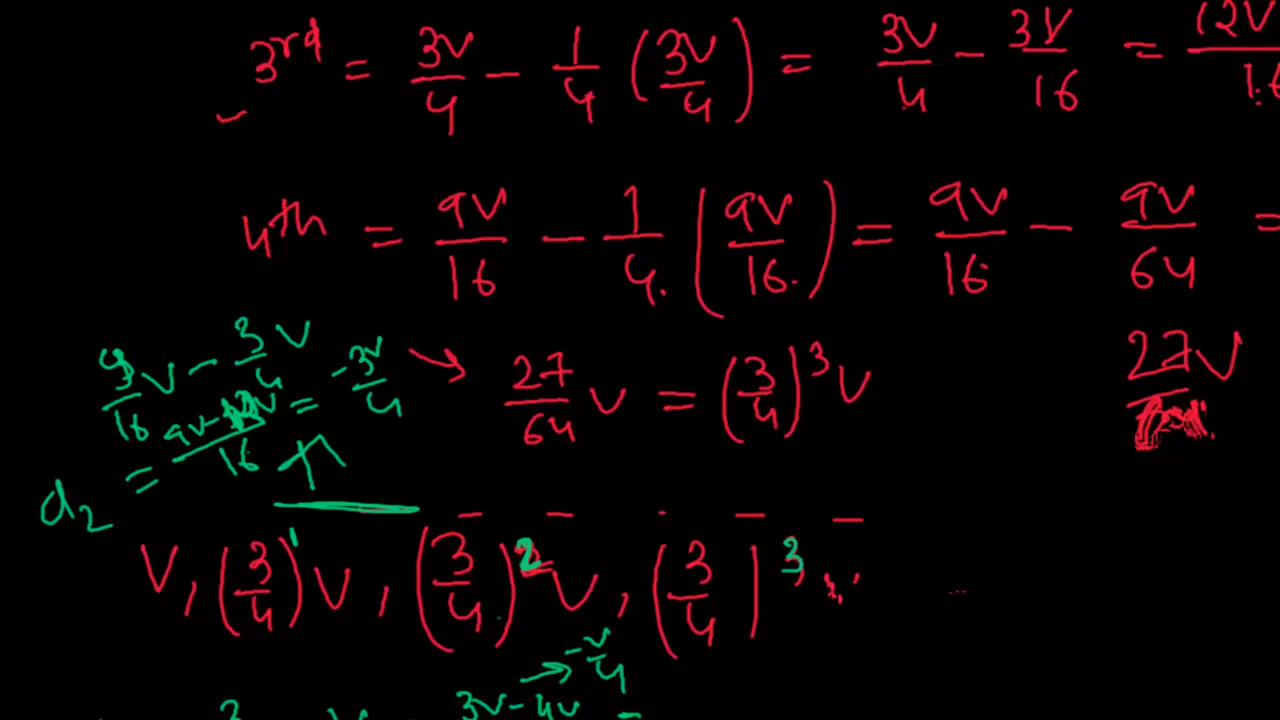 3rd = 3V/4 - 1/4 (3V/4) = 3V/4 - 3V/16 = 12V/16
4th = 9V/16 - 1/4 (9V/16) = 9V/16 - 9V/64 =
27V
→ 27/64 V = (3/4)^3 V
9/16 V - 3/4 V
= -3V/4
d2 = 9V- /16
V, (3/4)^1 V, (3/4)^2 V, (3/4)^3
3V-4V → -V/4
3 V